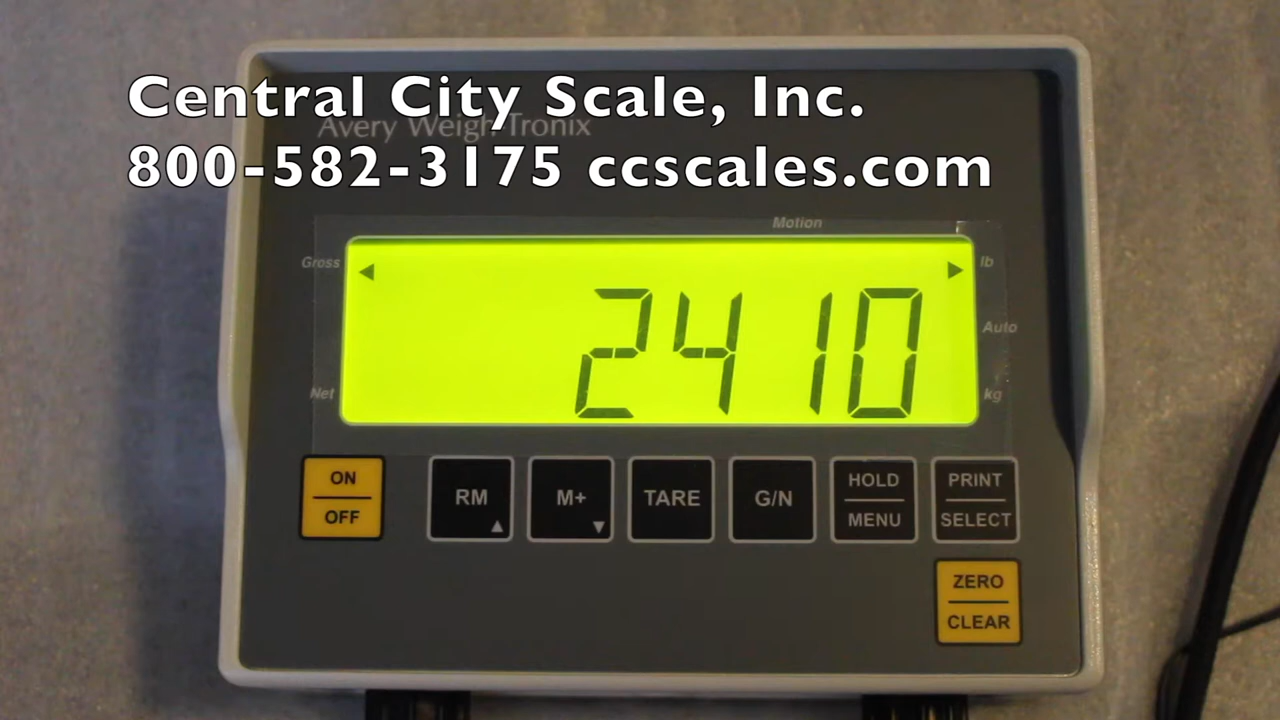 Central City Scale, Inc.
Avery Weigh-Tronix
800-582-3175 ccscales.com
Motion
Gross
lb
2410
Auto
Net
kg
ON
OFF
RM
M+
TARE
G/N
HOLD
MENU
PRINT
SELECT
ZERO
CLEAR